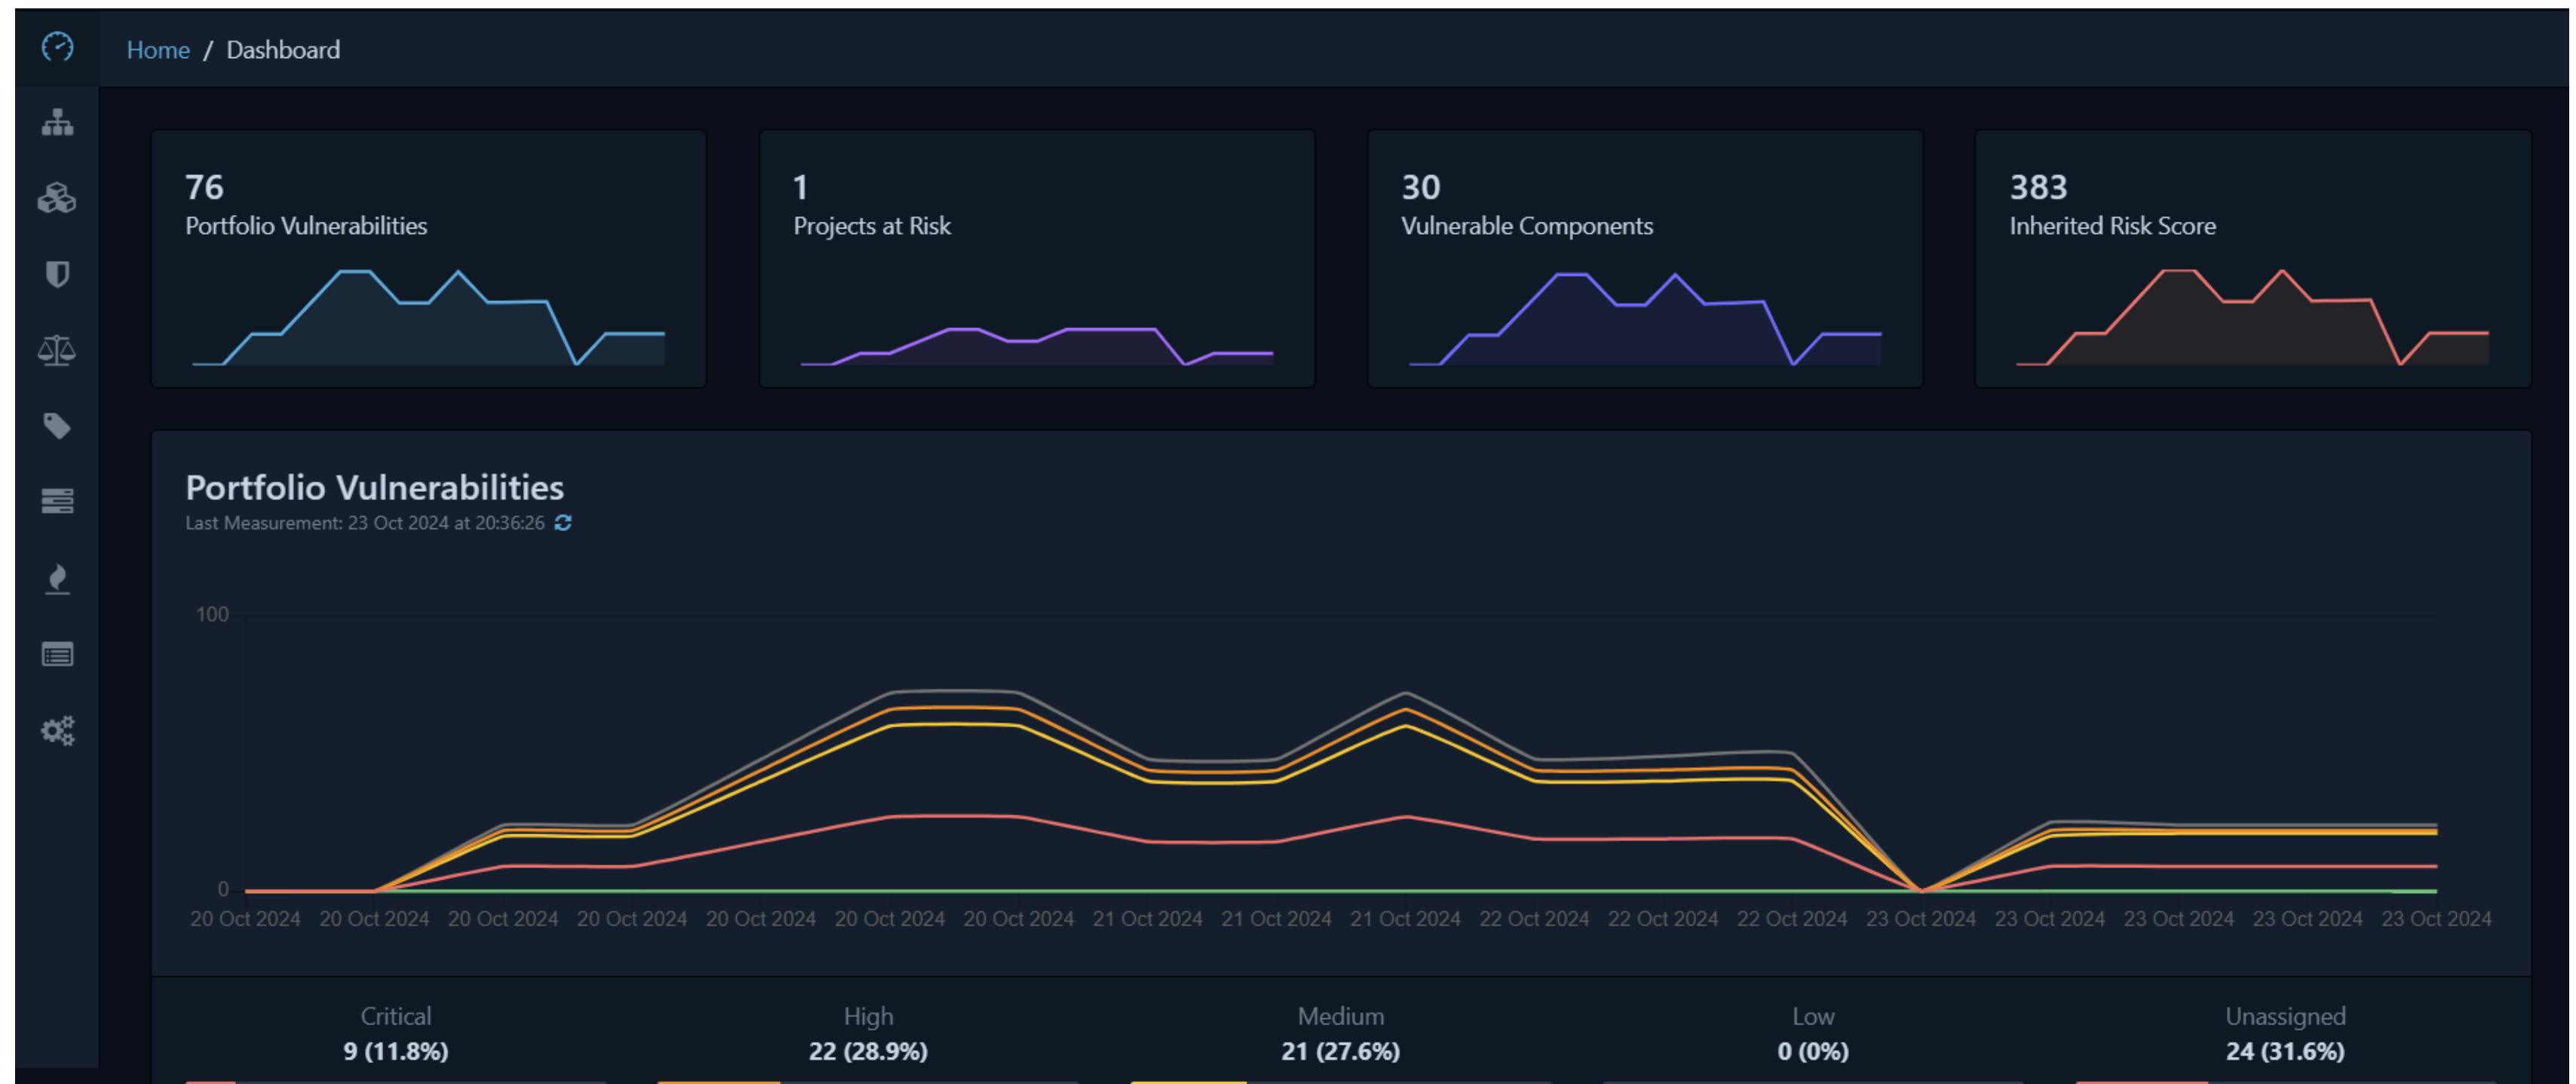 Home / Dashboard
76
Portfolio Vulnerabilities
1
Projects at Risk
30
Vulnerable Components
383
Inherited Risk Score
Portfolio Vulnerabilities
Last Measurement: 23 Oct 2024 at 20:36:26
100
0
20 Oct 2024 20 Oct 2024 20 Oct 2024 20 Oct 2024 20 Oct 2024 20 Oct 2024 20 Oct 2024 21 Oct 2024 21 Oct 2024 21 Oct 2024 22 Oct 2024 22 Oct 2024 22 Oct 2024 23 Oct 2024 23 Oct 2024 23 Oct 2024 23 Oct 2024 23 Oct 2024
Critical
9 (11.8%)
High
22 (28.9%)
Medium
21 (27.6%)
Low
0 (0%)
Unassigned
24 (31.6%)